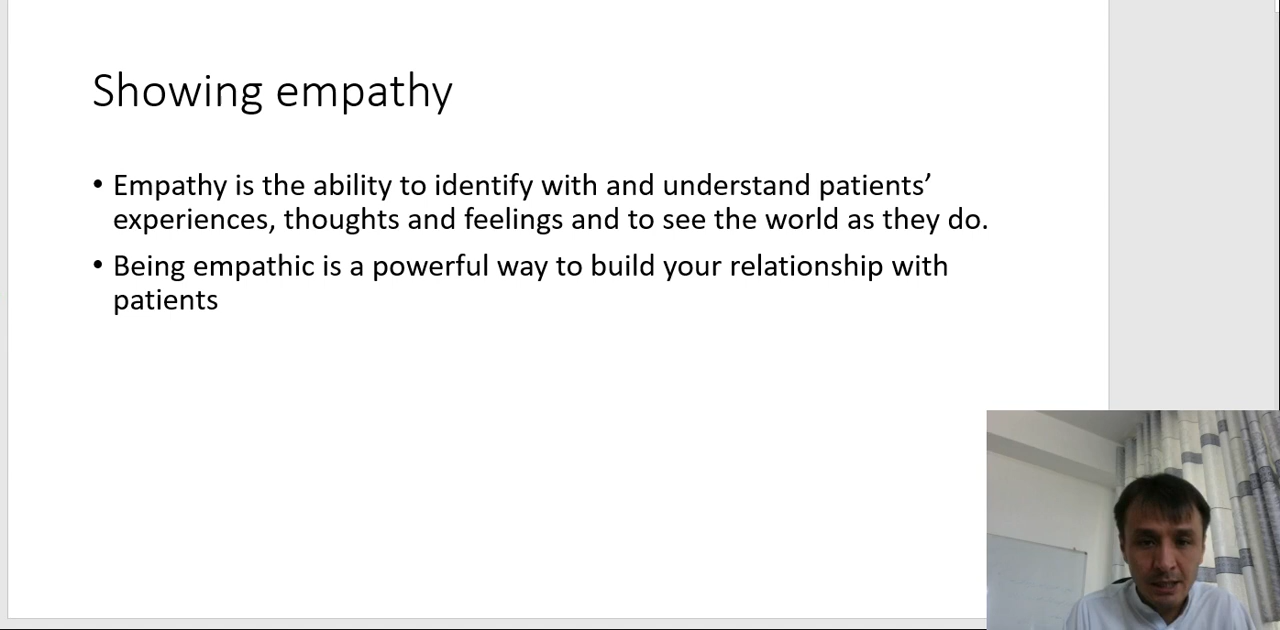 Showing empathy
• Empathy is the ability to identify with and understand patients’
experiences, thoughts and feelings and to see the world as they do.
• Being empathic is a powerful way to build your relationship with
patients